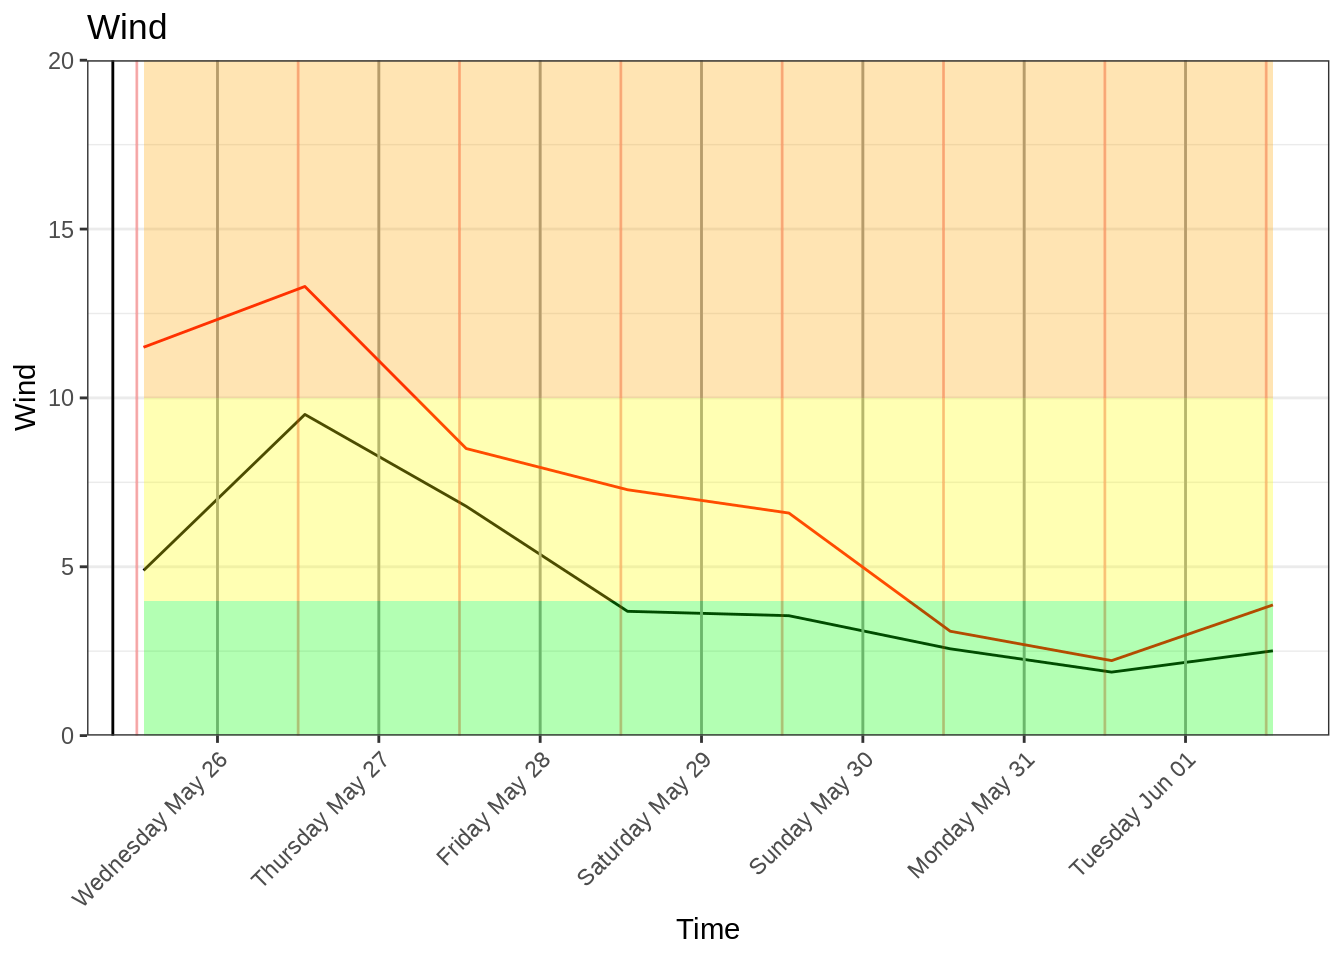 Wind
Wind
20
15
10
5
0
Wednesday May 26
Thursday May 27
Friday May 28
Saturday May 29
Sunday May 30
Monday May 31
Tuesday Jun 01
Time